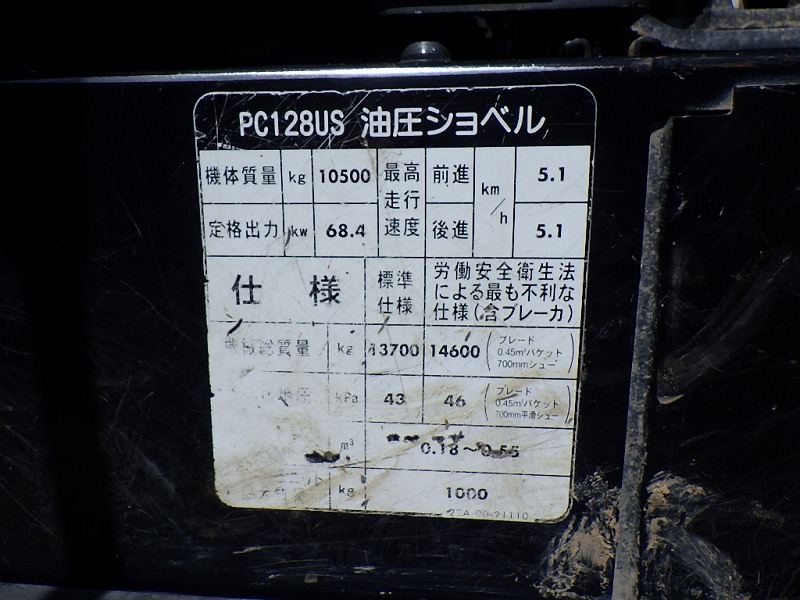 PC128US 油圧ショベル
機体質量 kg 10500 最高走行速度 前進 km/h 5.1
定格出力 kw 68.4 後進 5.1
仕様 標準仕様 労働安全衛生法による最も不利な仕様(含ブレーカ)
総質量 kg 13700 14600 (ブレード 0.45m³バケット 700mmシュー)
kPa 43 46 (ブレード 0.45m³バケット 700mm平滑シュー)
m³ 0.18～0.55
kg 1000